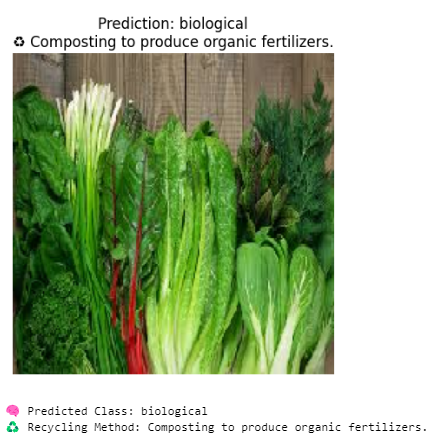 Prediction: biological
♻ Composting to produce organic fertilizers.
🧠 Predicted Class: biological
♻ Recycling Method: Composting to produce organic fertilizers.